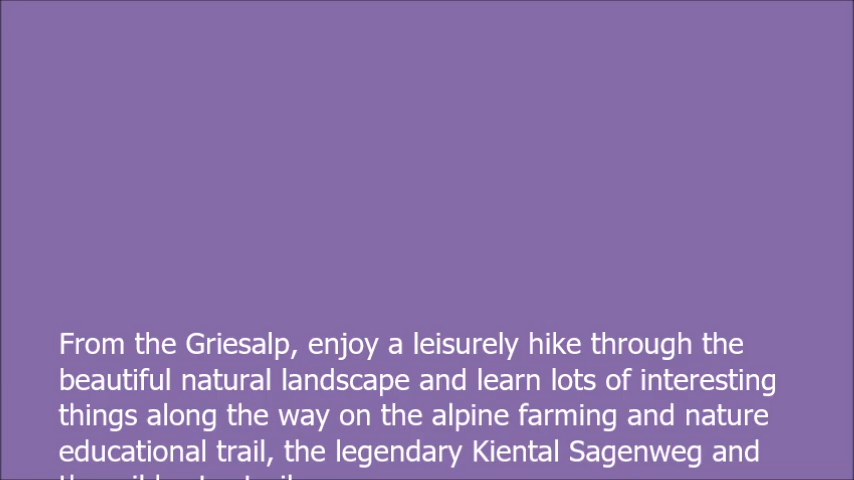 From the Griesalp, enjoy a leisurely hike through the
beautiful natural landscape and learn lots of interesting
things along the way on the alpine farming and nature
educational trail, the legendary Kiental Sagenweg and